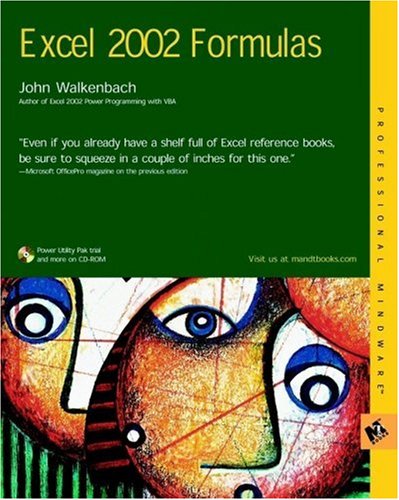 Excel 2002 Formulas
John Walkenbach
Author of Excel 2002 Power Programming with VBA
"Even if you already have a shelf full of Excel reference books,
be sure to squeeze in a couple of inches for this one."
—Microsoft OfficePro magazine on the previous edition
Power Utility Pak trial
and more on CD-ROM
Visit us at mandtbooks.com
PROFESSIONAL MINDWARE™
M&T
BOOKS